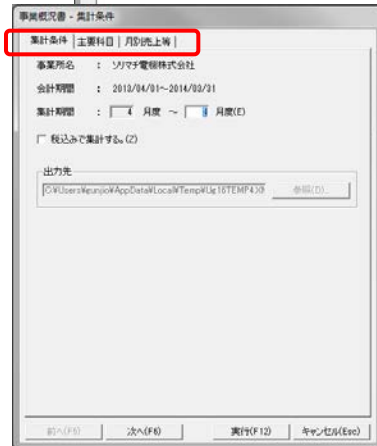 事業概況書 - 集計条件
集計条件 主要科目 月別売上等
事業所名 : ソリマチ電機株式会社
会計期間 : 2013/04/01～2014/03/31
集計期間 : 4 月度 ～ 月度(E)
税込みで集計する。(Z)
出力先
参照(D)...
前へ(F5) 次へ(F6) 実行(F12) キャンセル(Esc)